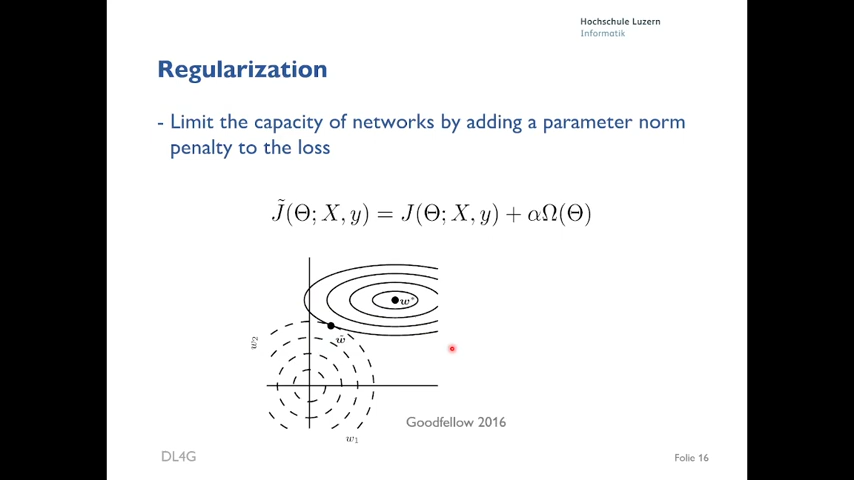 Hochschule Luzern
Informatik
Regularization
- Limit the capacity of networks by adding a parameter norm
penalty to the loss
J̃(Θ; X, y) = J(Θ; X, y) + αΩ(Θ)
w*
w̃
w₂
w₁
Goodfellow 2016
DL4G
Folie 16